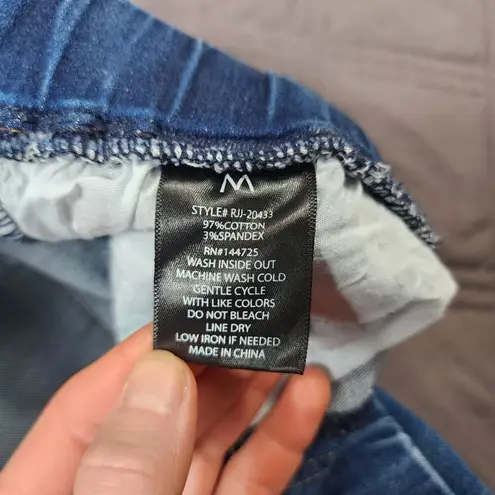 W
STYLE# RJJ-20433
97%COTTON
3%SPANDEX
RN#144725
WASH INSIDE OUT
MACHINE WASH COLD
GENTLE CYCLE
WITH LIKE COLORS
DO NOT BLEACH
LINE DRY
LOW IRON IF NEEDED
MADE IN CHINA